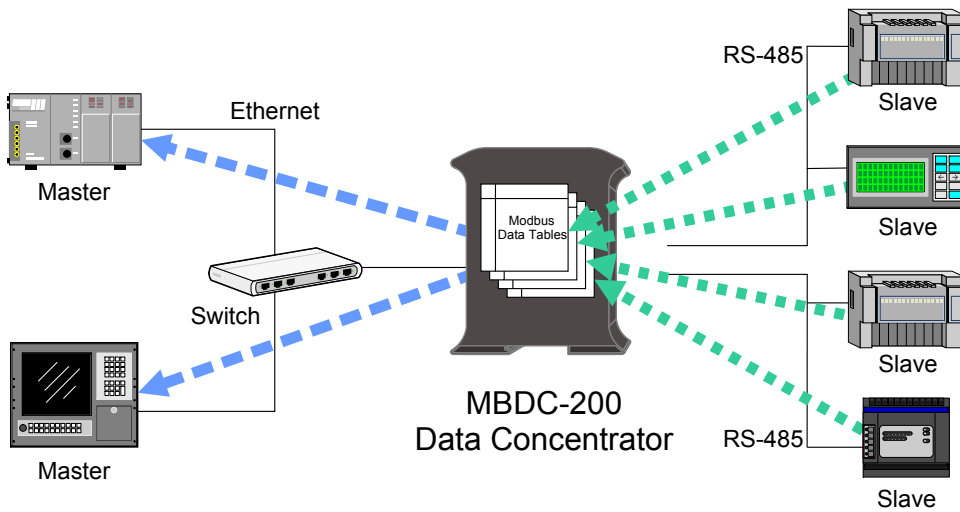 RS-485
Slave
Ethernet
Master
Slave
Modbus
Data Tables
Switch
Slave
MBDC-200
Data Concentrator
RS-485
Master
Slave